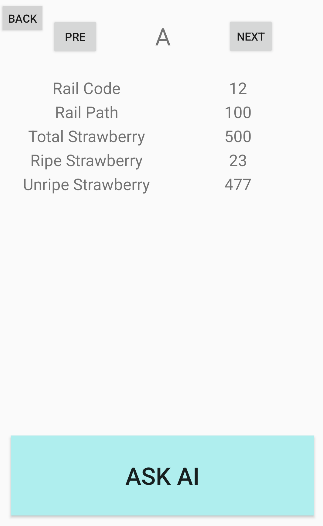 BACK
PRE A NEXT
Rail Code 12
Rail Path 100
Total Strawberry 500
Ripe Strawberry 23
Unripe Strawberry 477
ASK AI